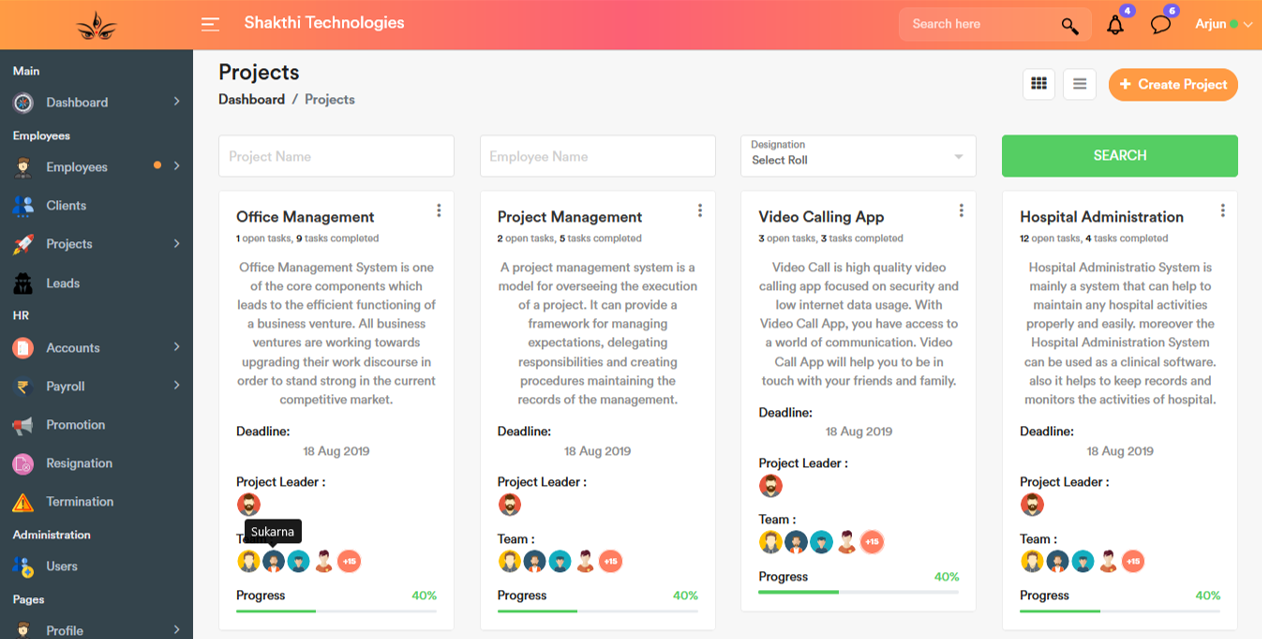 Shakthi Technologies
Search here
4
6
Arjun
Main
Dashboard
Employees
Employees
Clients
Projects
Leads
HR
Accounts
Payroll
Promotion
Resignation
Termination
Administration
Users
Pages
Profile
Projects
Dashboard / Projects
+ Create Project
Project Name
Employee Name
Designation
Select Roll
SEARCH
Office Management
1 open tasks, 9 tasks completed
Office Management System is one
of the core components which
leads to the efficient functioning of
a business venture. All business
ventures are working towards
upgrading their work discourse in
order to stand strong in the current
competitive market.
Deadline:
18 Aug 2019
Project Leader :
Sukarna
+15
Progress
40%
Project Management
2 open tasks, 5 tasks completed
A project management system is a
model for overseeing the execution
of a project. It can provide a
framework for managing
expectations, delegating
responsibilities and creating
procedures maintaining the
records of the management.
Deadline:
18 Aug 2019
Project Leader :
Team :
+15
Progress
40%
Video Calling App
3 open tasks, 3 tasks completed
Video Call is high quality video
calling app focused on security and
low internet data usage. With
Video Call App, you have access to
a world of communication. Video
Call App will help you to be in
touch with your friends and family.
Deadline:
18 Aug 2019
Project Leader :
Team :
+15
Progress
40%
Hospital Administration
12 open tasks, 4 tasks completed
Hospital Administratio System is
mainly a system that can help to
maintain any hospital activities
properly and easily. moreover the
Hospital Administration System
can be used as a clinical software.
also it helps to keep records and
monitors the activities of hospital.
Deadline:
18 Aug 2019
Project Leader :
Team :
+15
Progress
40%